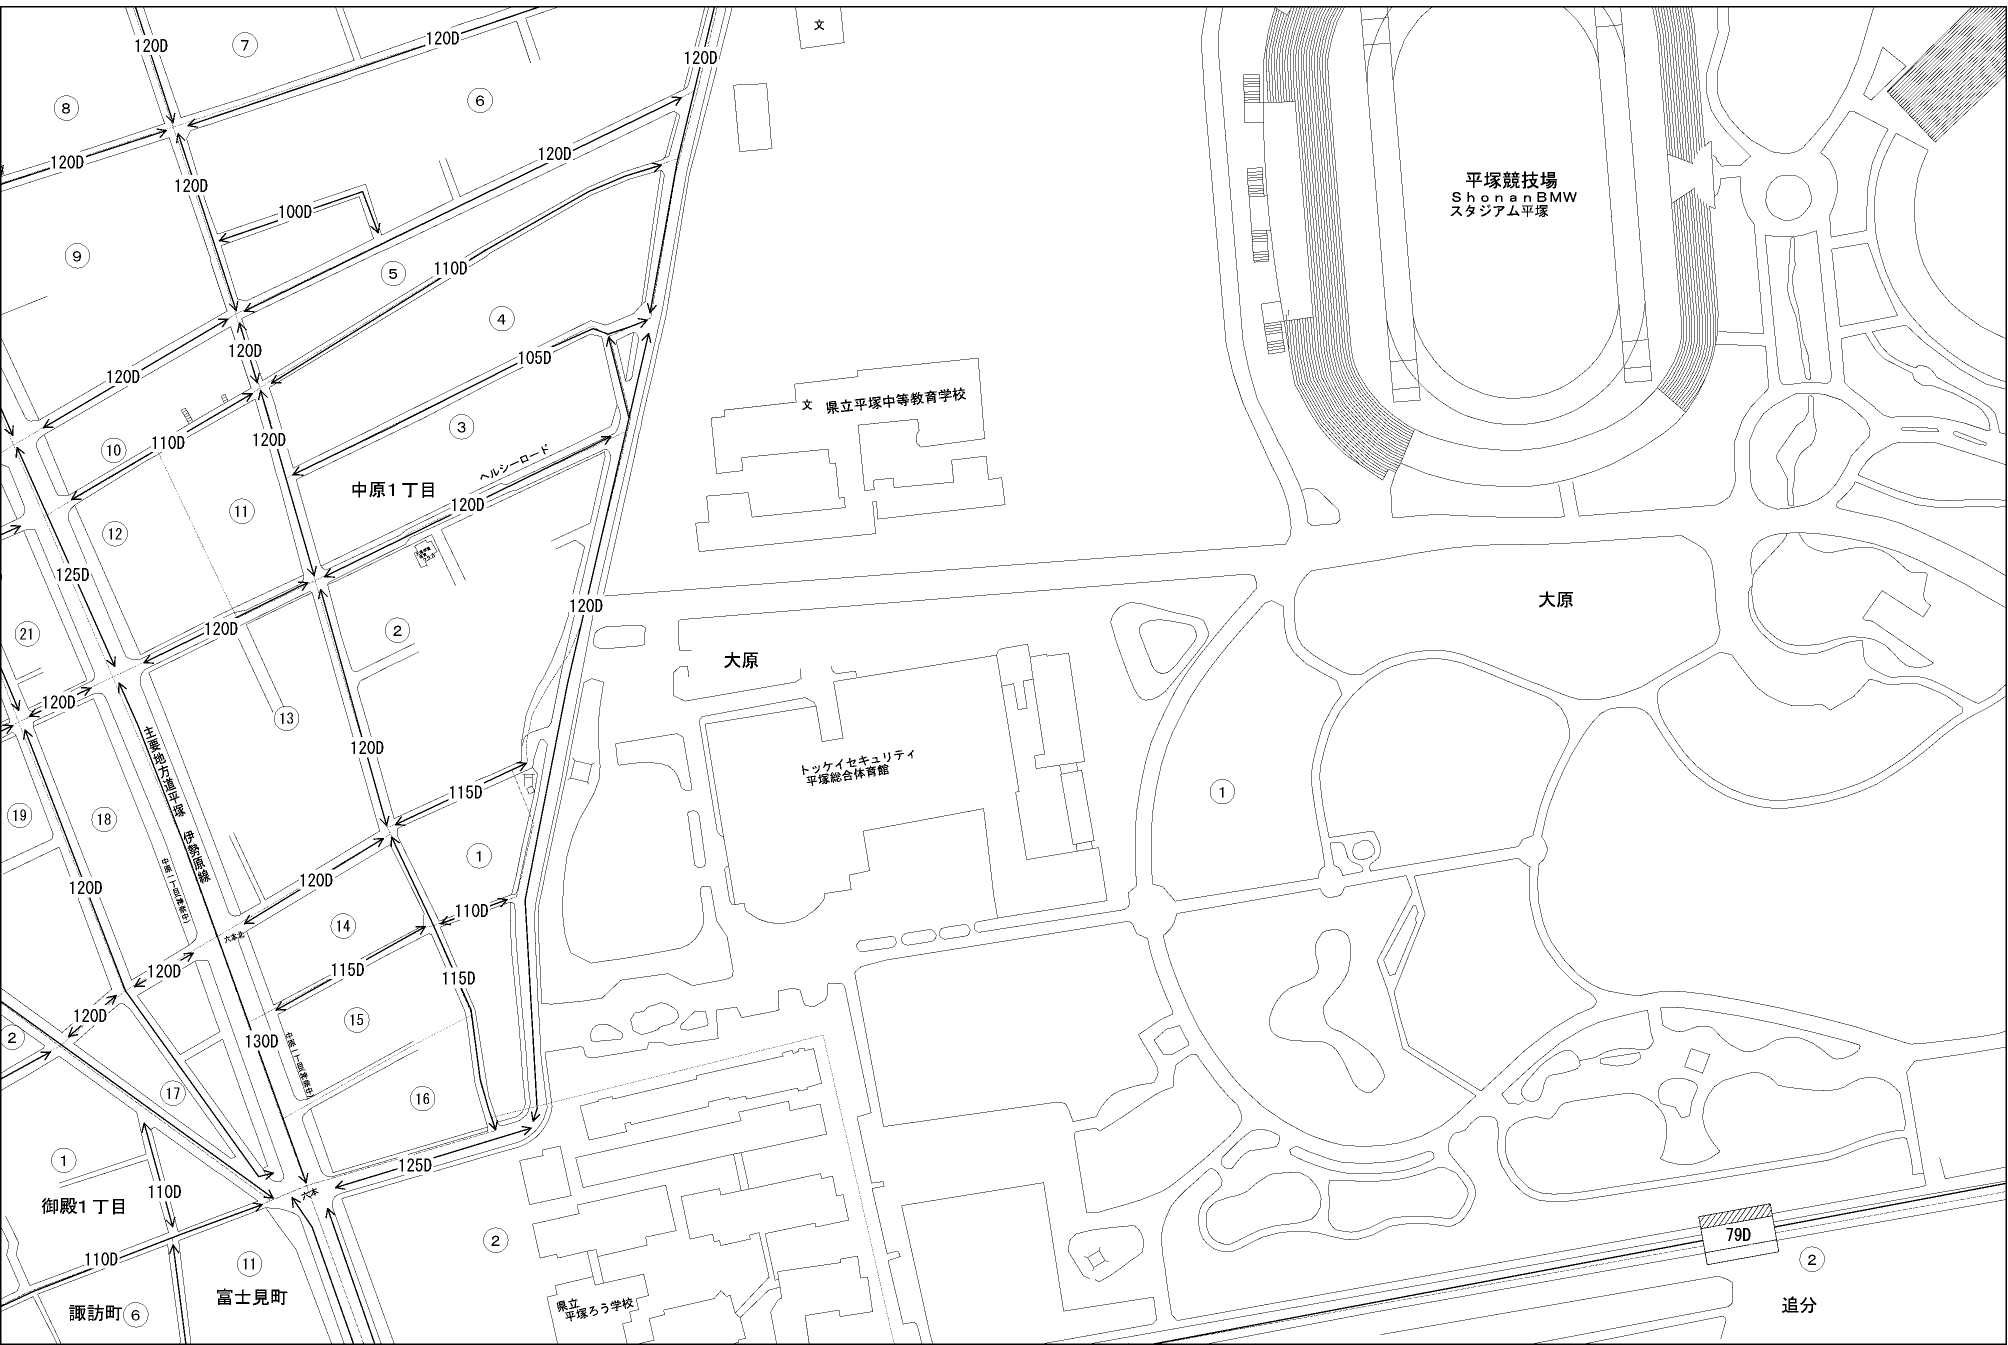 120D
⑦
120D
文
120D
⑧
⑥
120D
120D
120D
100D
平塚競技場
ＳｈｏｎａｎＢＭＷ
スタジアム平塚
⑨
⑤
110D
④
120D
105D
120D
文 県立平塚中等教育学校
③
⑩
110D
120D
ヘルシーロード
中原１丁目
120D
⑪
⑫
125D
120D
大原
㉑
120D
②
大原
120D
⑬
主要地方道平塚 伊勢原線
120D
トッケイセキュリティ
平塚総合体育館
115D
①
⑲
⑱
①
120D
120D
110D
⑭
六本北
120D
115D
115D
120D
⑮
②
130D
⑰
⑯
①
125D
110D
六本
御殿１丁目
②
79D
110D
②
⑪
富士見町
諏訪町⑥
県立
平塚ろう学校
追分